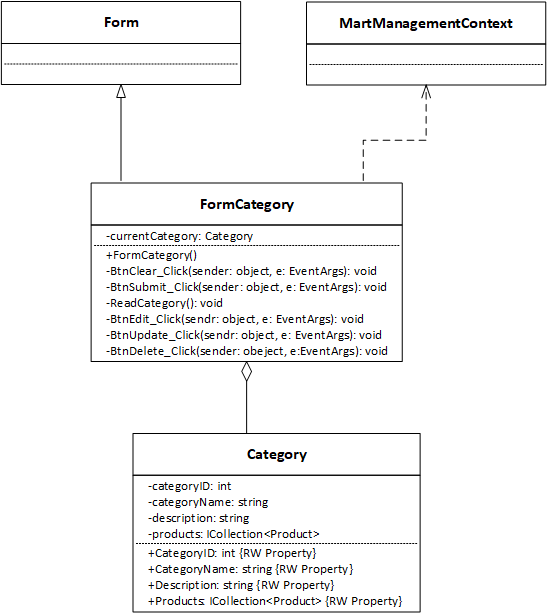 Form
MartManagementContext
FormCategory
-currentCategory: Category
+FormCategory()
-BtnClear_Click(sender: object, e: EventArgs): void
-BtnSubmit_Click(sender: object, e: EventArgs): void
-ReadCategory(): void
-BtnEdit_Click(sendr: object, e: EventArgs): void
-BtnUpdate_Click(sendr: object, e: EventArgs): void
-BtnDelete_Click(sender: obeject, e:EventArgs): void
Category
-categoryID: int
-categoryName: string
-description: string
-products: ICollection<Product>
+CategoryID: int {RW Property}
+CategoryName: string {RW Property}
+Description: string {RW Property}
+Products: ICollection<Product> {RW Property}